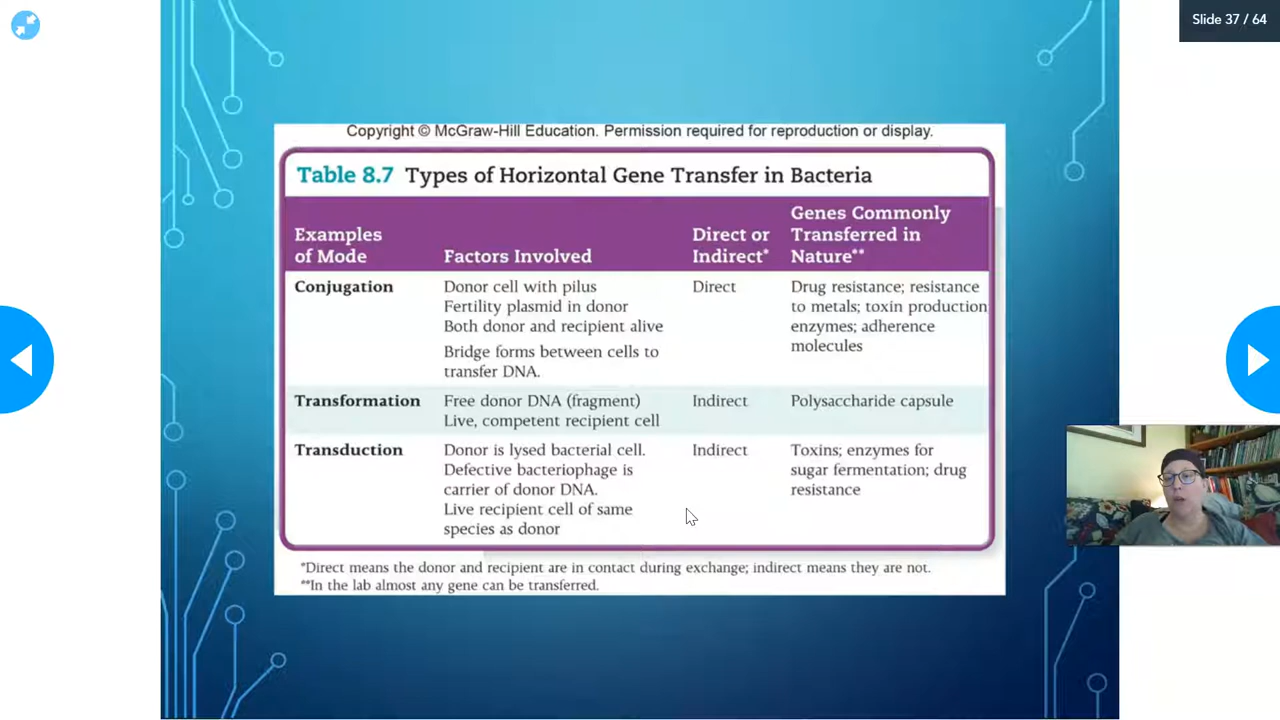 Slide 37 / 64
Copyright © McGraw-Hill Education. Permission required for reproduction or display.
Table 8.7 Types of Horizontal Gene Transfer in Bacteria
Examples
of Mode
Factors Involved
Direct or
Indirect*
Genes Commonly
Transferred in
Nature**
Conjugation
Donor cell with pilus
Fertility plasmid in donor
Both donor and recipient alive
Bridge forms between cells to
transfer DNA.
Direct
Drug resistance; resistance
to metals; toxin production
enzymes; adherence
molecules
Transformation
Free donor DNA (fragment)
Live, competent recipient cell
Indirect
Polysaccharide capsule
Transduction
Donor is lysed bacterial cell.
Defective bacteriophage is
carrier of donor DNA.
Live recipient cell of same
species as donor
Indirect
Toxins; enzymes for
sugar fermentation; drug
resistance
*Direct means the donor and recipient are in contact during exchange; indirect means they are not.
**In the lab almost any gene can be transferred.